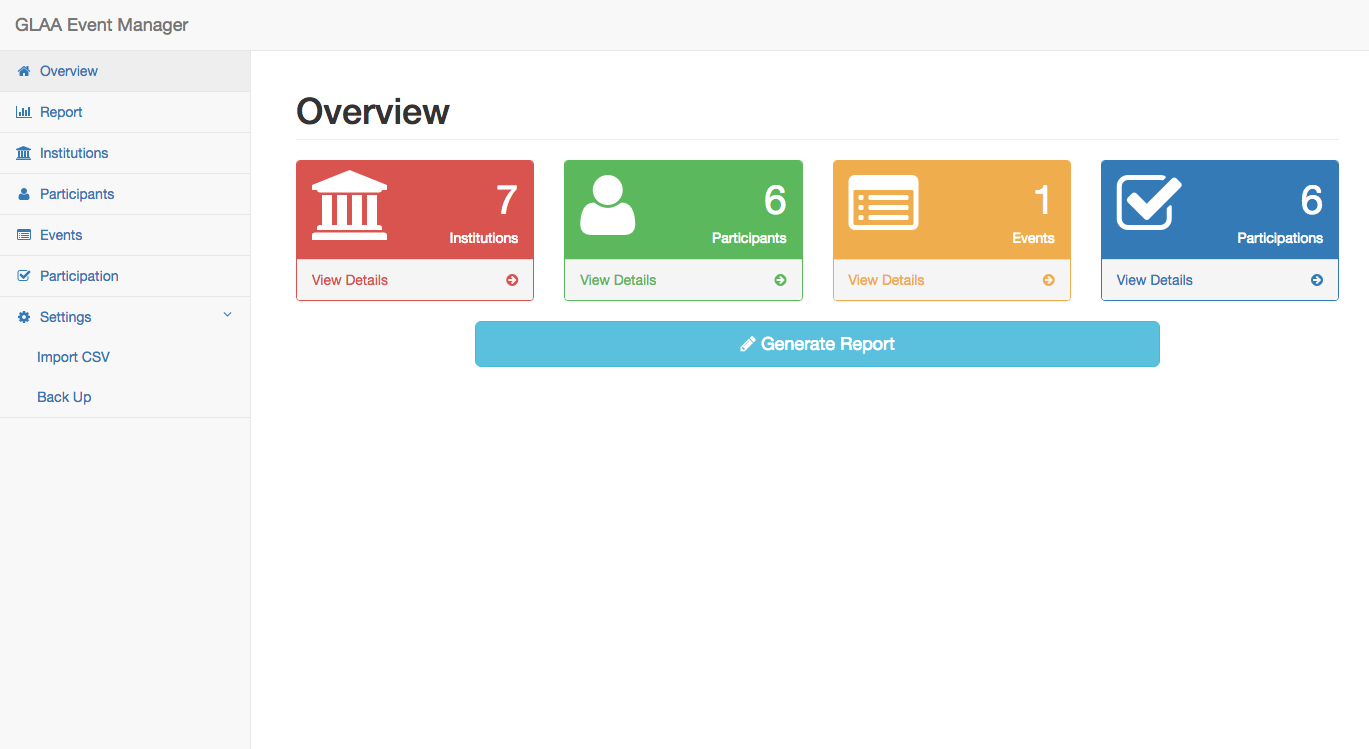 GLAA Event Manager
Overview
Report
Institutions
Participants
Events
Participation
Settings
Import CSV
Back Up
Overview
7
Institutions
View Details
6
Participants
View Details
1
Events
View Details
6
Participations
View Details
Generate Report